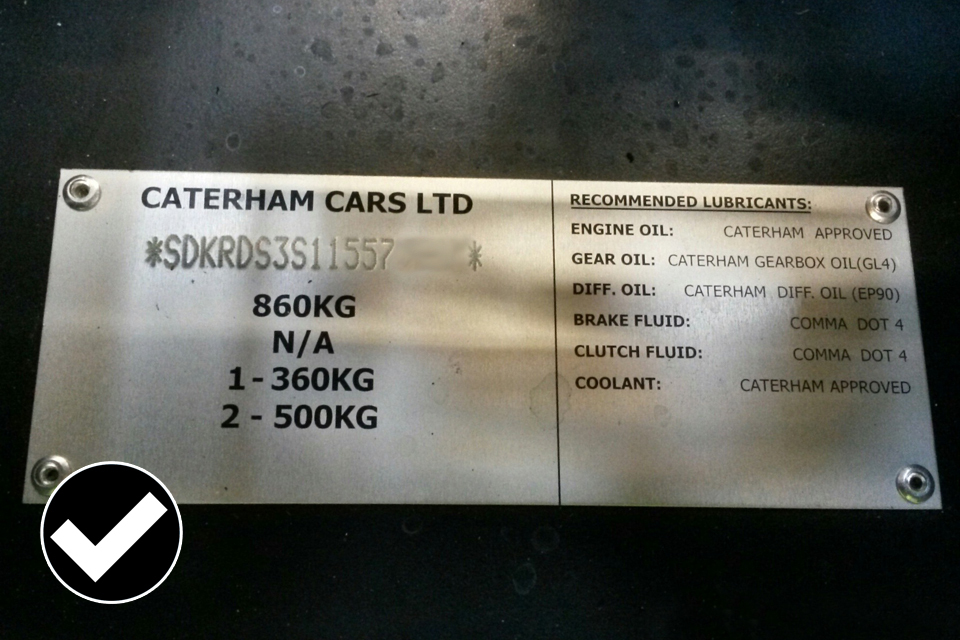 CATERHAM CARS LTD
*SDKRDS3S11557 *
860KG
N/A
1 - 360KG
2 - 500KG
RECOMMENDED LUBRICANTS:
ENGINE OIL: CATERHAM APPROVED
GEAR OIL: CATERHAM GEARBOX OIL(GL4)
DIFF. OIL: CATERHAM DIFF. OIL (EP90)
BRAKE FLUID: COMMA DOT 4
CLUTCH FLUID: COMMA DOT 4
COOLANT: CATERHAM APPROVED